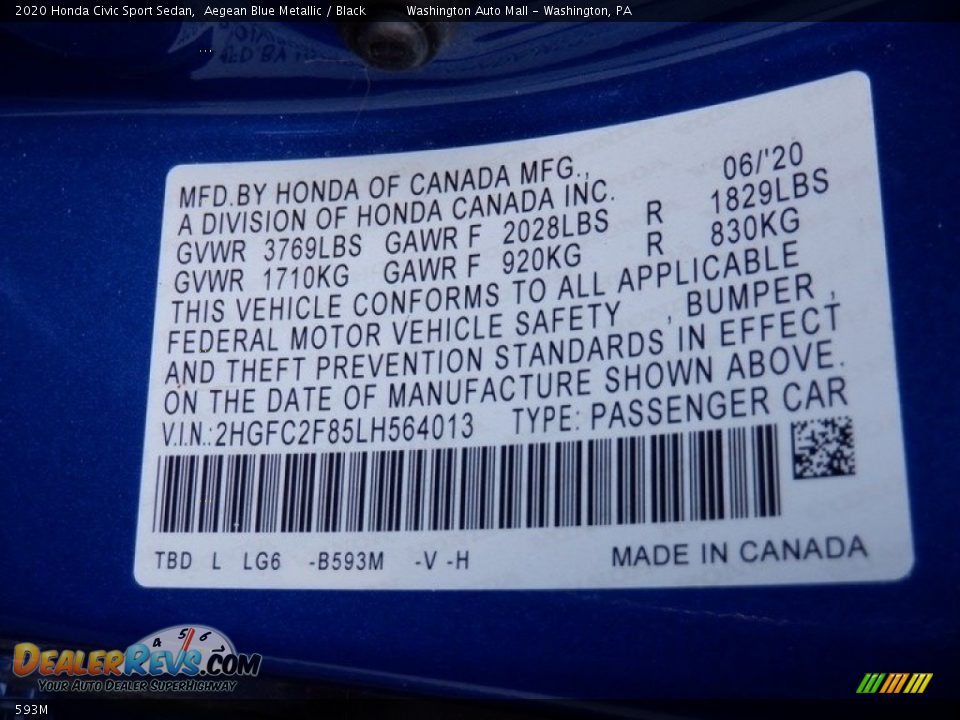 2020 Honda Civic Sport Sedan, Aegean Blue Metallic / Black Washington Auto Mall - Washington, PA
MFD.BY HONDA OF CANADA MFG., 06/'20
A DIVISION OF HONDA CANADA INC.
GVWR 3769LBS GAWR F 2028LBS R 1829LBS
GVWR 1710KG GAWR F 920KG R 830KG
THIS VEHICLE CONFORMS TO ALL APPLICABLE
FEDERAL MOTOR VEHICLE SAFETY , BUMPER ,
AND THEFT PREVENTION STANDARDS IN EFFECT
ON THE DATE OF MANUFACTURE SHOWN ABOVE.
V.I.N.:2HGFC2F85LH564013 TYPE: PASSENGER CAR
TBD L LG6 -B593M -V -H MADE IN CANADA
4 5 6
DEALERREVS.COM
YOUR AUTO DEALER SUPERHIGHWAY
593M